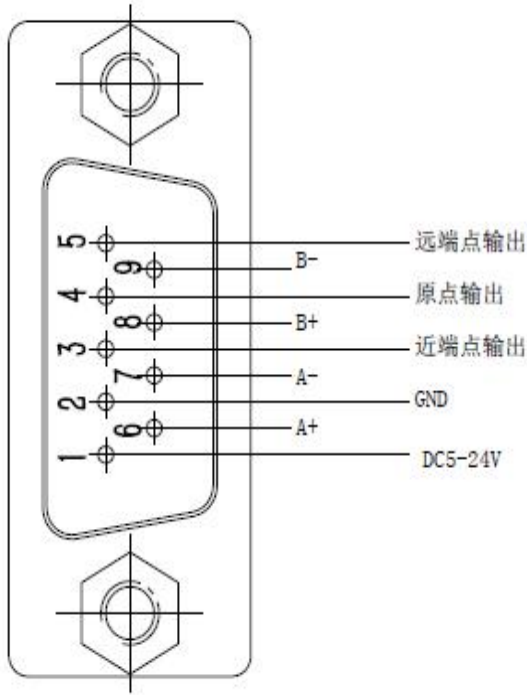 5 远端点输出
9 B-
4 原点输出
8 B+
3 近端点输出
7 A-
2 GND
6 A+
1 DC5-24V